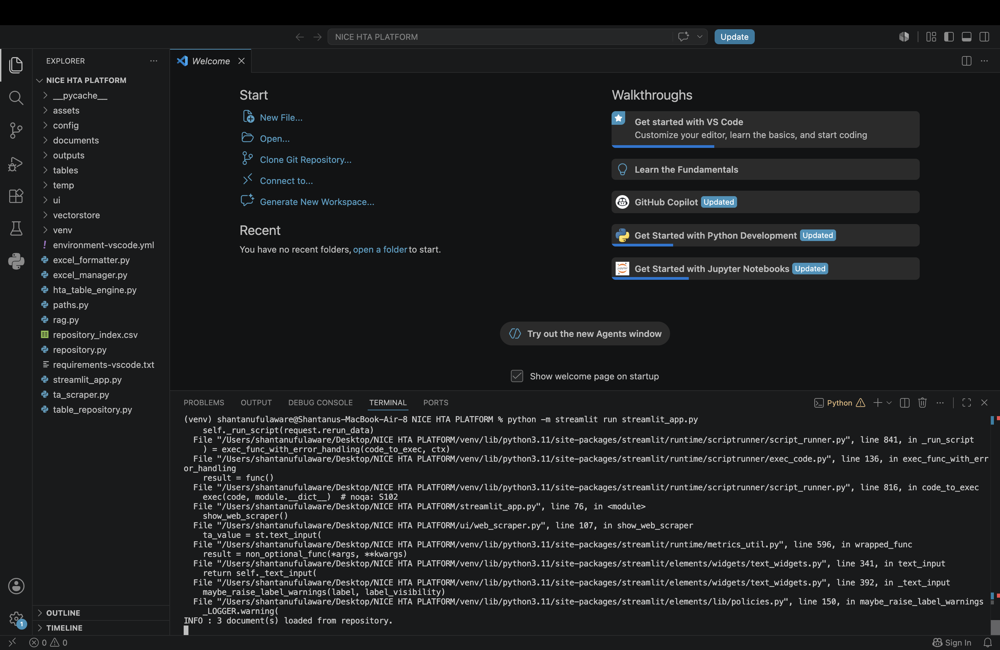 NICE HTA PLATFORM
Update
EXPLORER
NICE HTA PLATFORM
__pycache__
assets
config
documents
outputs
tables
temp
ui
vectorstore
venv
! environment-vscode.yml
excel_formatter.py
excel_manager.py
hta_table_engine.py
paths.py
rag.py
repository_index.csv
repository.py
requirements-vscode.txt
streamlit_app.py
ta_scraper.py
table_repository.py
OUTLINE
TIMELINE
1
Welcome
Start
New File...
Open...
Clone Git Repository...
Connect to...
Generate New Workspace...
Recent
You have no recent folders, open a folder to start.
Walkthroughs
Get started with VS Code
Customize your editor, learn the basics, and start coding
Learn the Fundamentals
GitHub Copilot Updated
Get Started with Python Development Updated
jupyter
Get Started with Jupyter Notebooks Updated
Try out the new Agents window
Show welcome page on startup
PROBLEMS OUTPUT DEBUG CONSOLE TERMINAL PORTS
Python
(venv) shantanufulaware@Shantanus-MacBook-Air-8 NICE HTA PLATFORM % python -m streamlit run streamlit_app.py
self._run_script(request.rerun_data)
File "/Users/shantanufulaware/Desktop/NICE HTA PLATFORM/venv/lib/python3.11/site-packages/streamlit/runtime/scriptrunner/script_runner.py", line 841, in _run_script
) = exec_func_with_error_handling(code_to_exec, ctx)
File "/Users/shantanufulaware/Desktop/NICE HTA PLATFORM/venv/lib/python3.11/site-packages/streamlit/runtime/scriptrunner/exec_code.py", line 136, in exec_func_with_err
or_handling
result = func()
File "/Users/shantanufulaware/Desktop/NICE HTA PLATFORM/venv/lib/python3.11/site-packages/streamlit/runtime/scriptrunner/script_runner.py", line 816, in code_to_exec
exec(code, module.__dict__)  # noqa: S102
File "/Users/shantanufulaware/Desktop/NICE HTA PLATFORM/streamlit_app.py", line 76, in <module>
show_web_scraper()
File "/Users/shantanufulaware/Desktop/NICE HTA PLATFORM/ui/web_scraper.py", line 107, in show_web_scraper
ta_value = st.text_input(
File "/Users/shantanufulaware/Desktop/NICE HTA PLATFORM/venv/lib/python3.11/site-packages/streamlit/runtime/metrics_util.py", line 596, in wrapped_func
result = non_optional_func(*args, **kwargs)
File "/Users/shantanufulaware/Desktop/NICE HTA PLATFORM/venv/lib/python3.11/site-packages/streamlit/elements/widgets/text_widgets.py", line 341, in text_input
return self._text_input(
File "/Users/shantanufulaware/Desktop/NICE HTA PLATFORM/venv/lib/python3.11/site-packages/streamlit/elements/widgets/text_widgets.py", line 392, in _text_input
maybe_raise_label_warnings(label, label_visibility)
File "/Users/shantanufulaware/Desktop/NICE HTA PLATFORM/venv/lib/python3.11/site-packages/streamlit/elements/lib/policies.py", line 150, in maybe_raise_label_warnings
_LOGGER.warning(
INFO : 3 document(s) loaded from repository.
0 0
Sign In